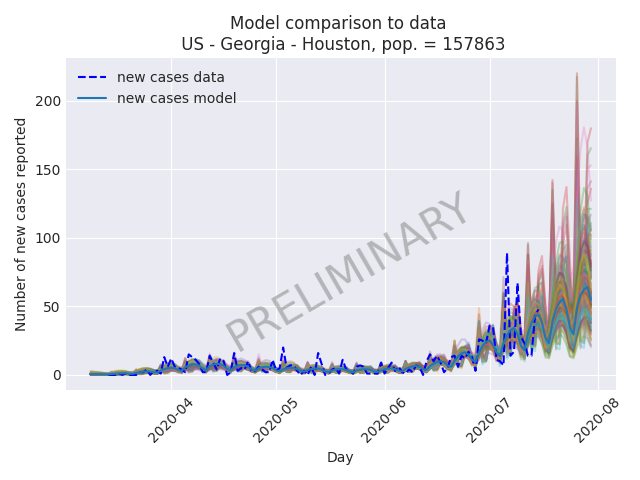 Model comparison to data
US - Georgia - Houston, pop. = 157863
new cases data
new cases model
Number of new cases reported
200
150
100
50
0
PRELIMINARY
2020-04
2020-05
2020-06
2020-07
2020-08
Day